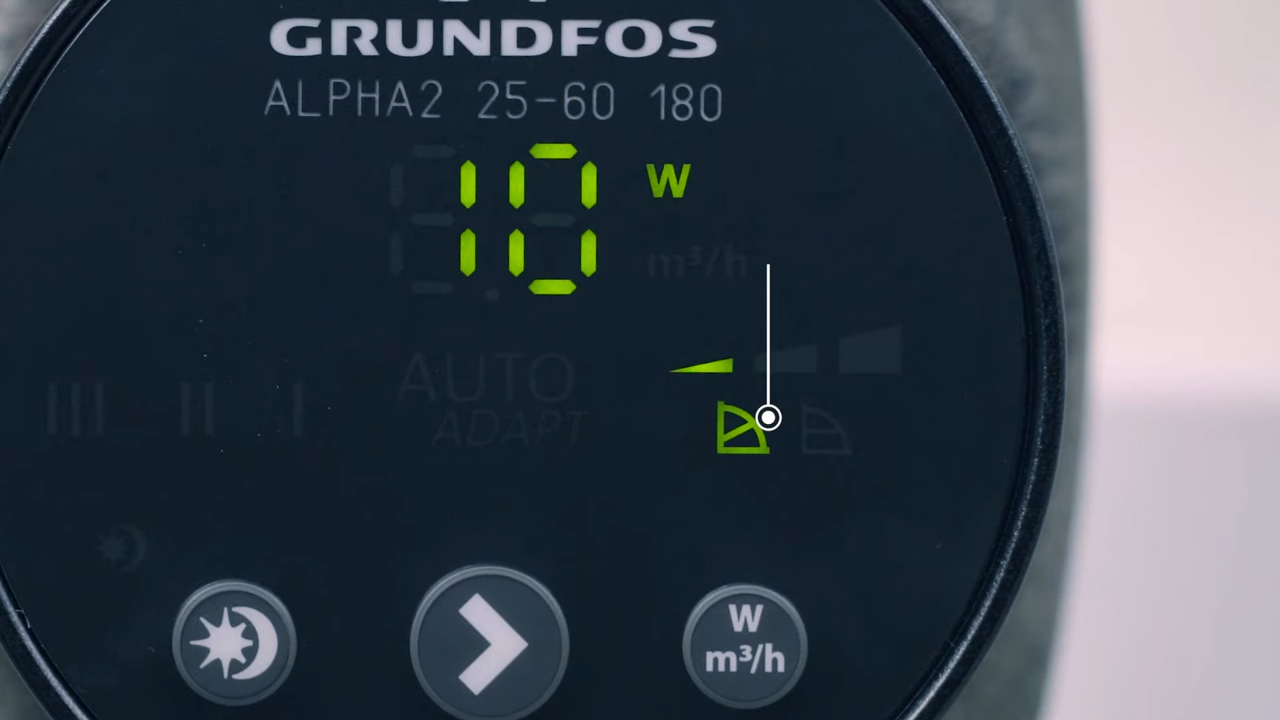 GRUNDFOS
ALPHA2 25-60 180
10 W
m³/h
AUTO
ADAPT
III II I
W
m³/h